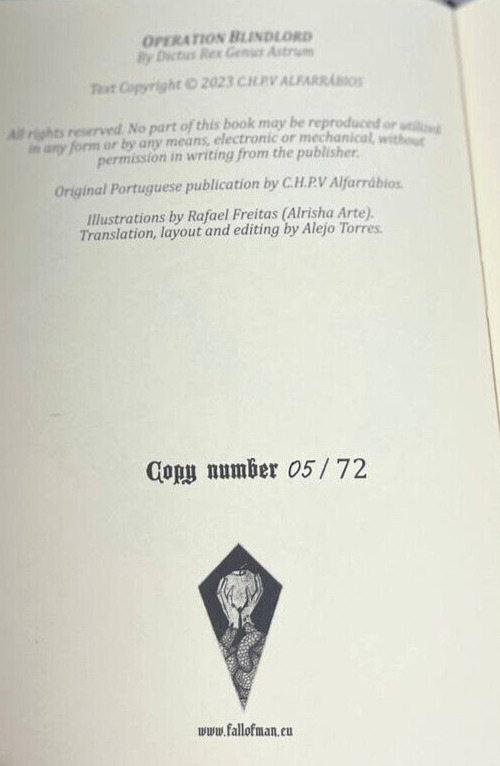 OPERATION BLINDLORD
By Dictus Rex Genus Astrum
Text Copyright © 2023 C.H.P.V ALFARRÁBIOS
All rights reserved. No part of this book may be reproduced or utilized
in any form or by any means, electronic or mechanical, without
permission in writing from the publisher.
Original Portuguese publication by C.H.P.V Alfarrábios.
Illustrations by Rafael Freitas (Alrisha Arte).
Translation, layout and editing by Alejo Torres.
Copy number 05 / 72
www.fallofman.eu